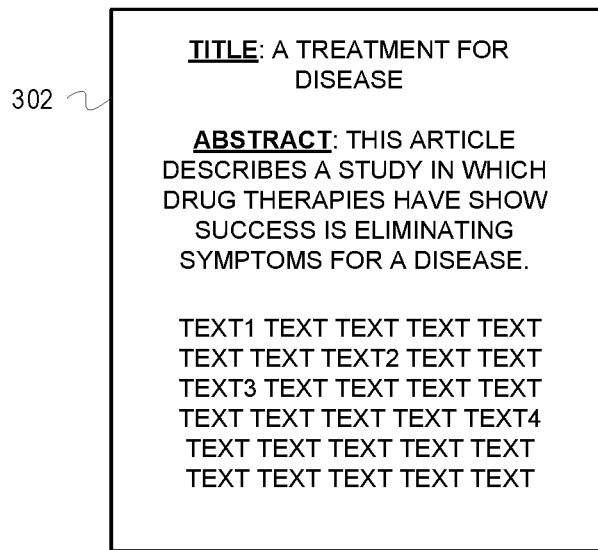 TITLE: A TREATMENT FOR
DISEASE
302
ABSTRACT: THIS ARTICLE
DESCRIBES A STUDY IN WHICH
DRUG THERAPIES HAVE SHOW
SUCCESS IS ELIMINATING
SYMPTOMS FOR A DISEASE.
TEXT1 TEXT TEXT TEXT TEXT
TEXT TEXT TEXT2 TEXT TEXT
TEXT3 TEXT TEXT TEXT TEXT
TEXT TEXT TEXT TEXT TEXT4
TEXT TEXT TEXT TEXT TEXT
TEXT TEXT TEXT TEXT TEXT